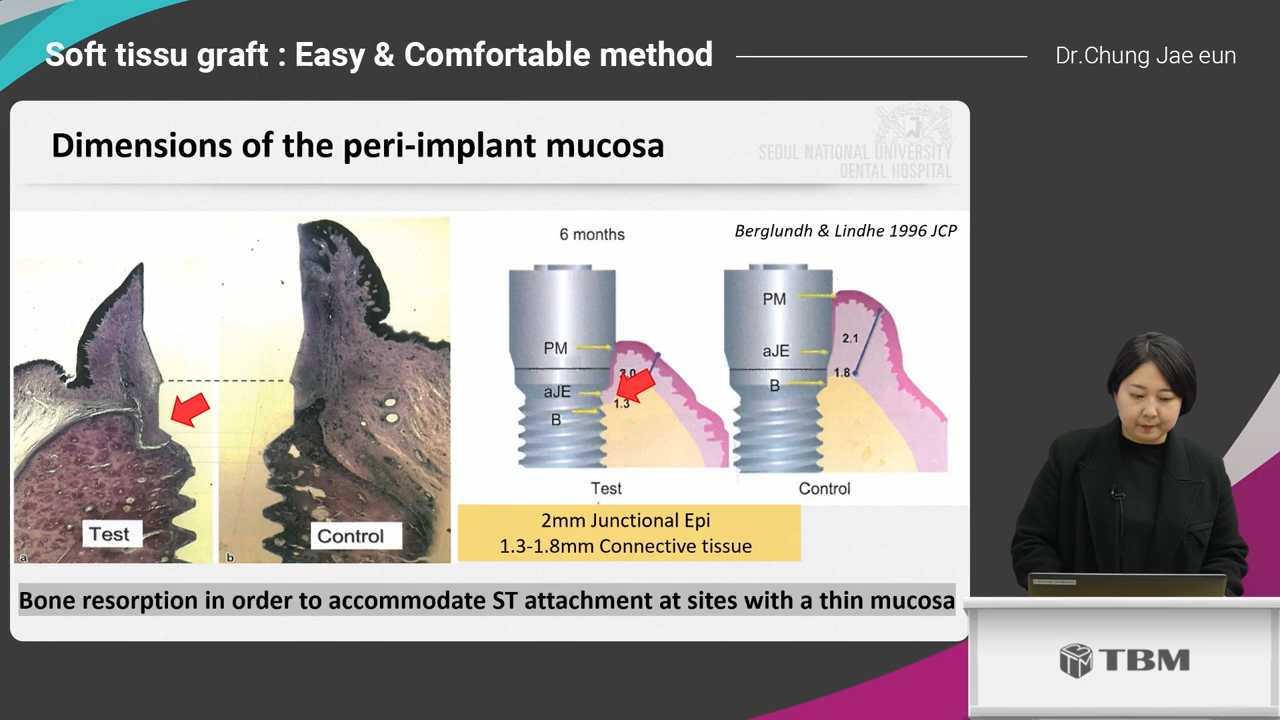 Soft tissu graft : Easy & Comfortable method
Dr.Chung Jae eun
Dimensions of the peri-implant mucosa
SEOUL NATIONAL UNIVERSITY
DENTAL HOSPITAL
6 months
Berglundh & Lindhe 1996 JCP
PM
aJE
B
2.0
1.3
PM
aJE
B
2.1
1.8
Test
Control
a
b
Test
Control
2mm Junctional Epi
1.3-1.8mm Connective tissue
Bone resorption in order to accommodate ST attachment at sites with a thin mucosa
TBM